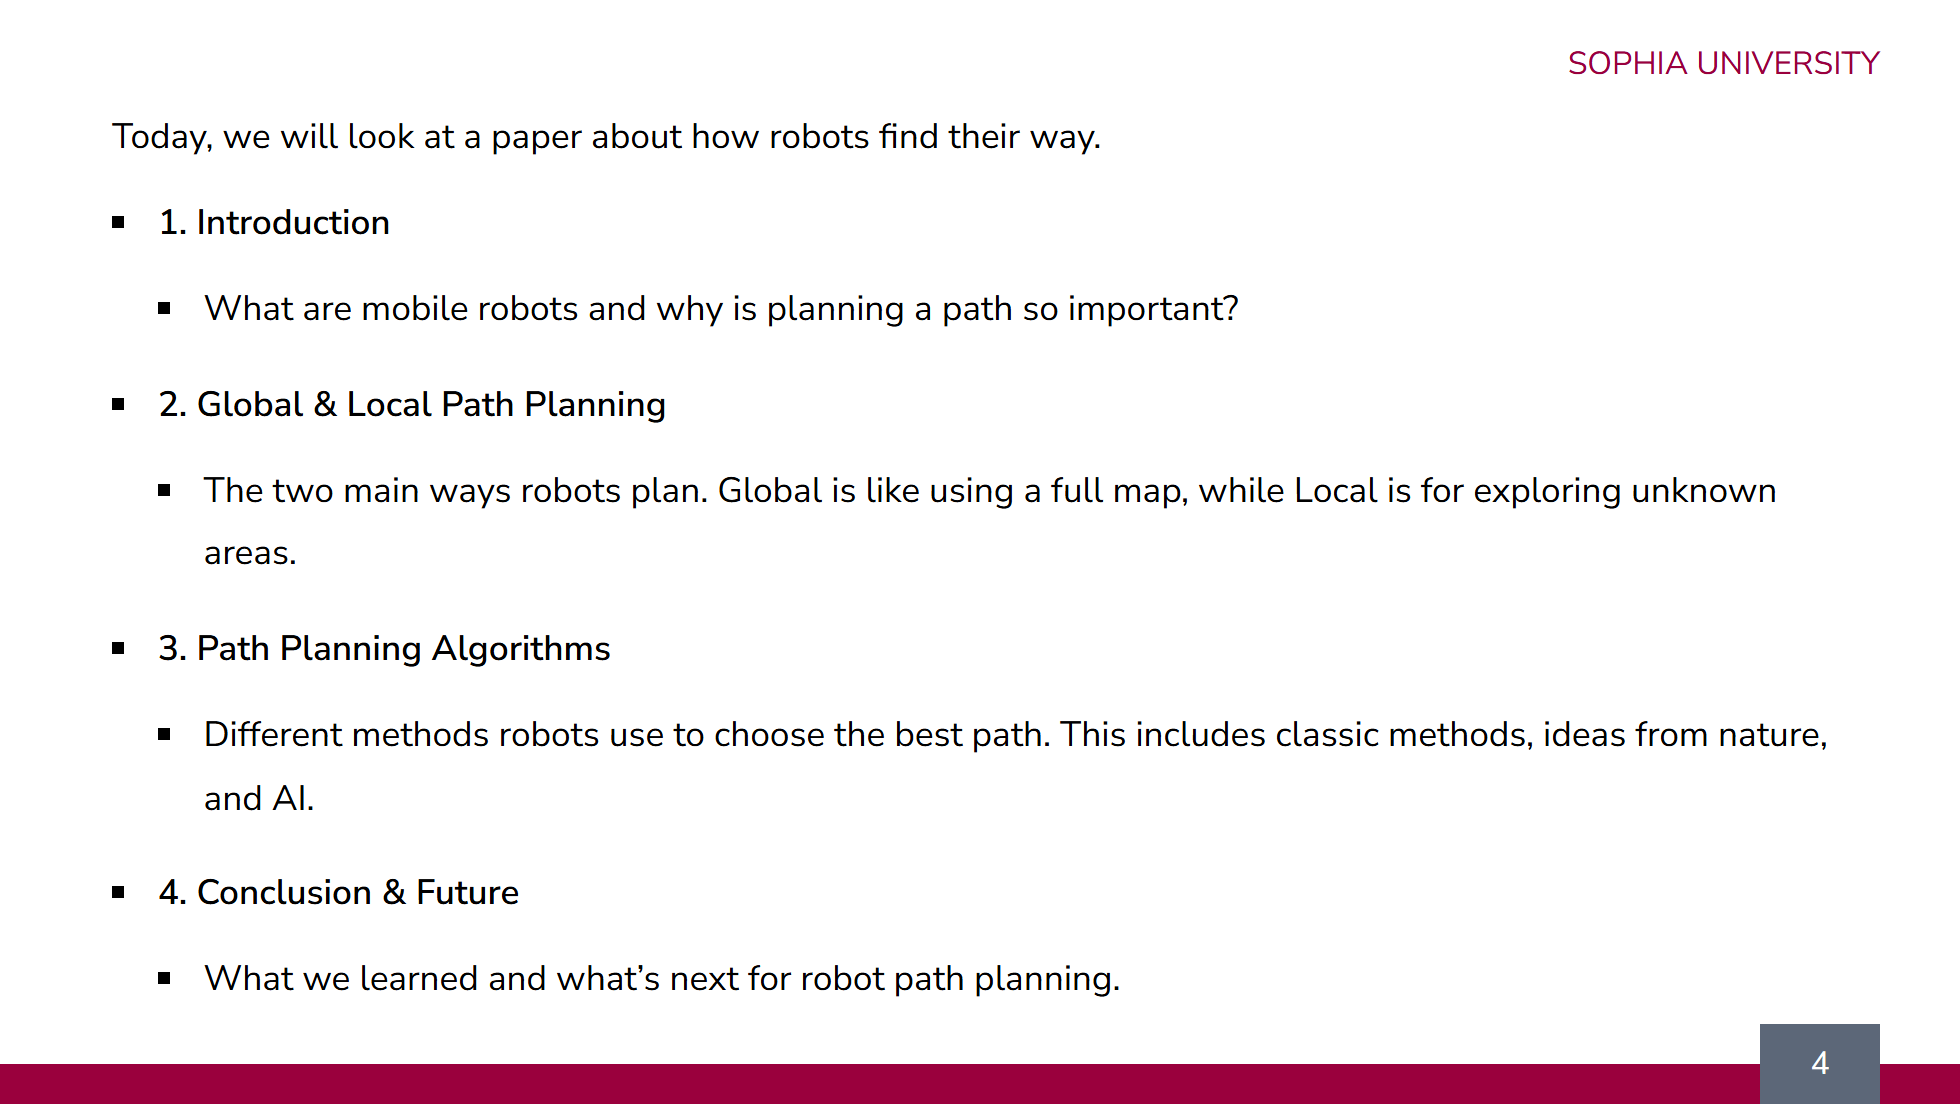 SOPHIA UNIVERSITY
Today, we will look at a paper about how robots find their way.
▪ 1. Introduction
▪ What are mobile robots and why is planning a path so important?
▪ 2. Global & Local Path Planning
▪ The two main ways robots plan. Global is like using a full map, while Local is for exploring unknown
areas.
▪ 3. Path Planning Algorithms
▪ Different methods robots use to choose the best path. This includes classic methods, ideas from nature,
and AI.
▪ 4. Conclusion & Future
▪ What we learned and what’s next for robot path planning.
4